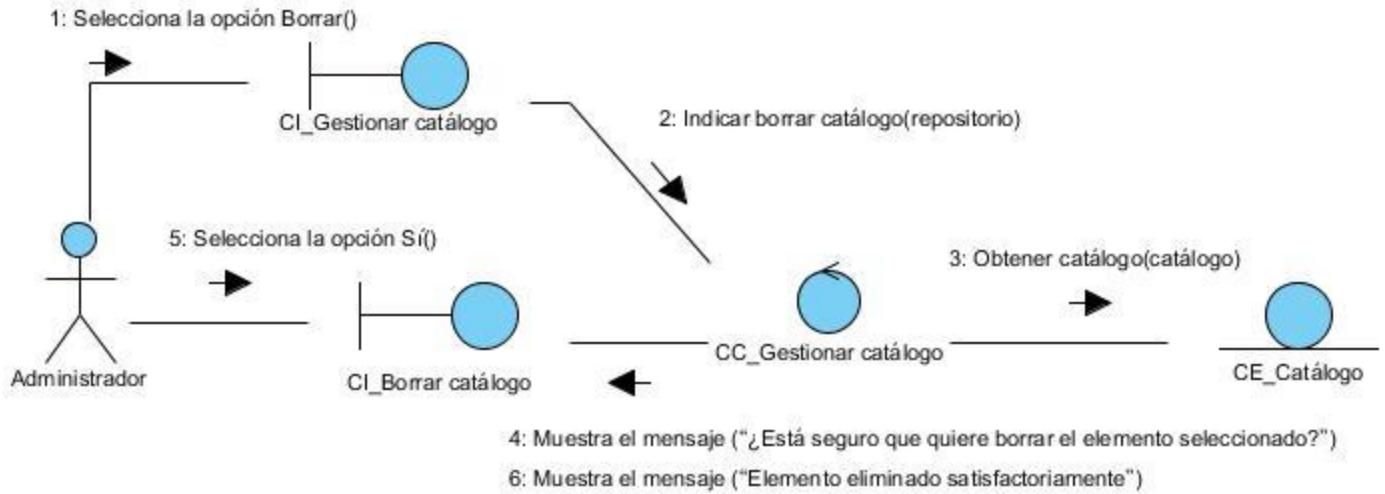 1: Selecciona la opción Borrar()
CI_Gestionar catálogo
2: Indicar borrar catálogo(repositorio)
5: Selecciona la opción Sí()
3: Obtener catálogo(catálogo)
Administrador
CI_Borrar catálogo
CC_Gestionar catálogo
CE_Catálogo
4: Muestra el mensaje (“¿Está seguro que quiere borrar el elemento seleccionado?”)
6: Muestra el mensaje (“Elemento eliminado satisfactoriamente”)